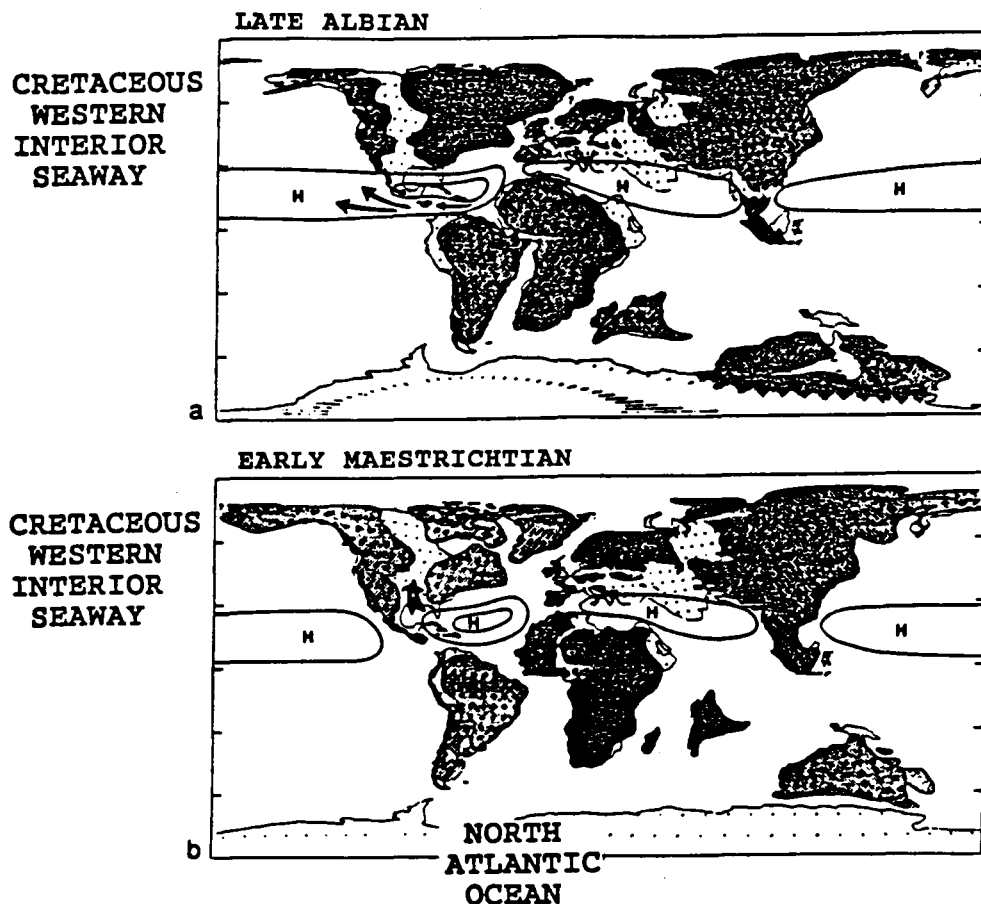 LATE ALBIAN
CRETACEOUS
WESTERN
INTERIOR
SEAWAY
H
H
H
a
EARLY MAESTRICHTIAN
CRETACEOUS
WESTERN
INTERIOR
SEAWAY
H
H
H
H
b
NORTH
ATLANTIC
OCEAN